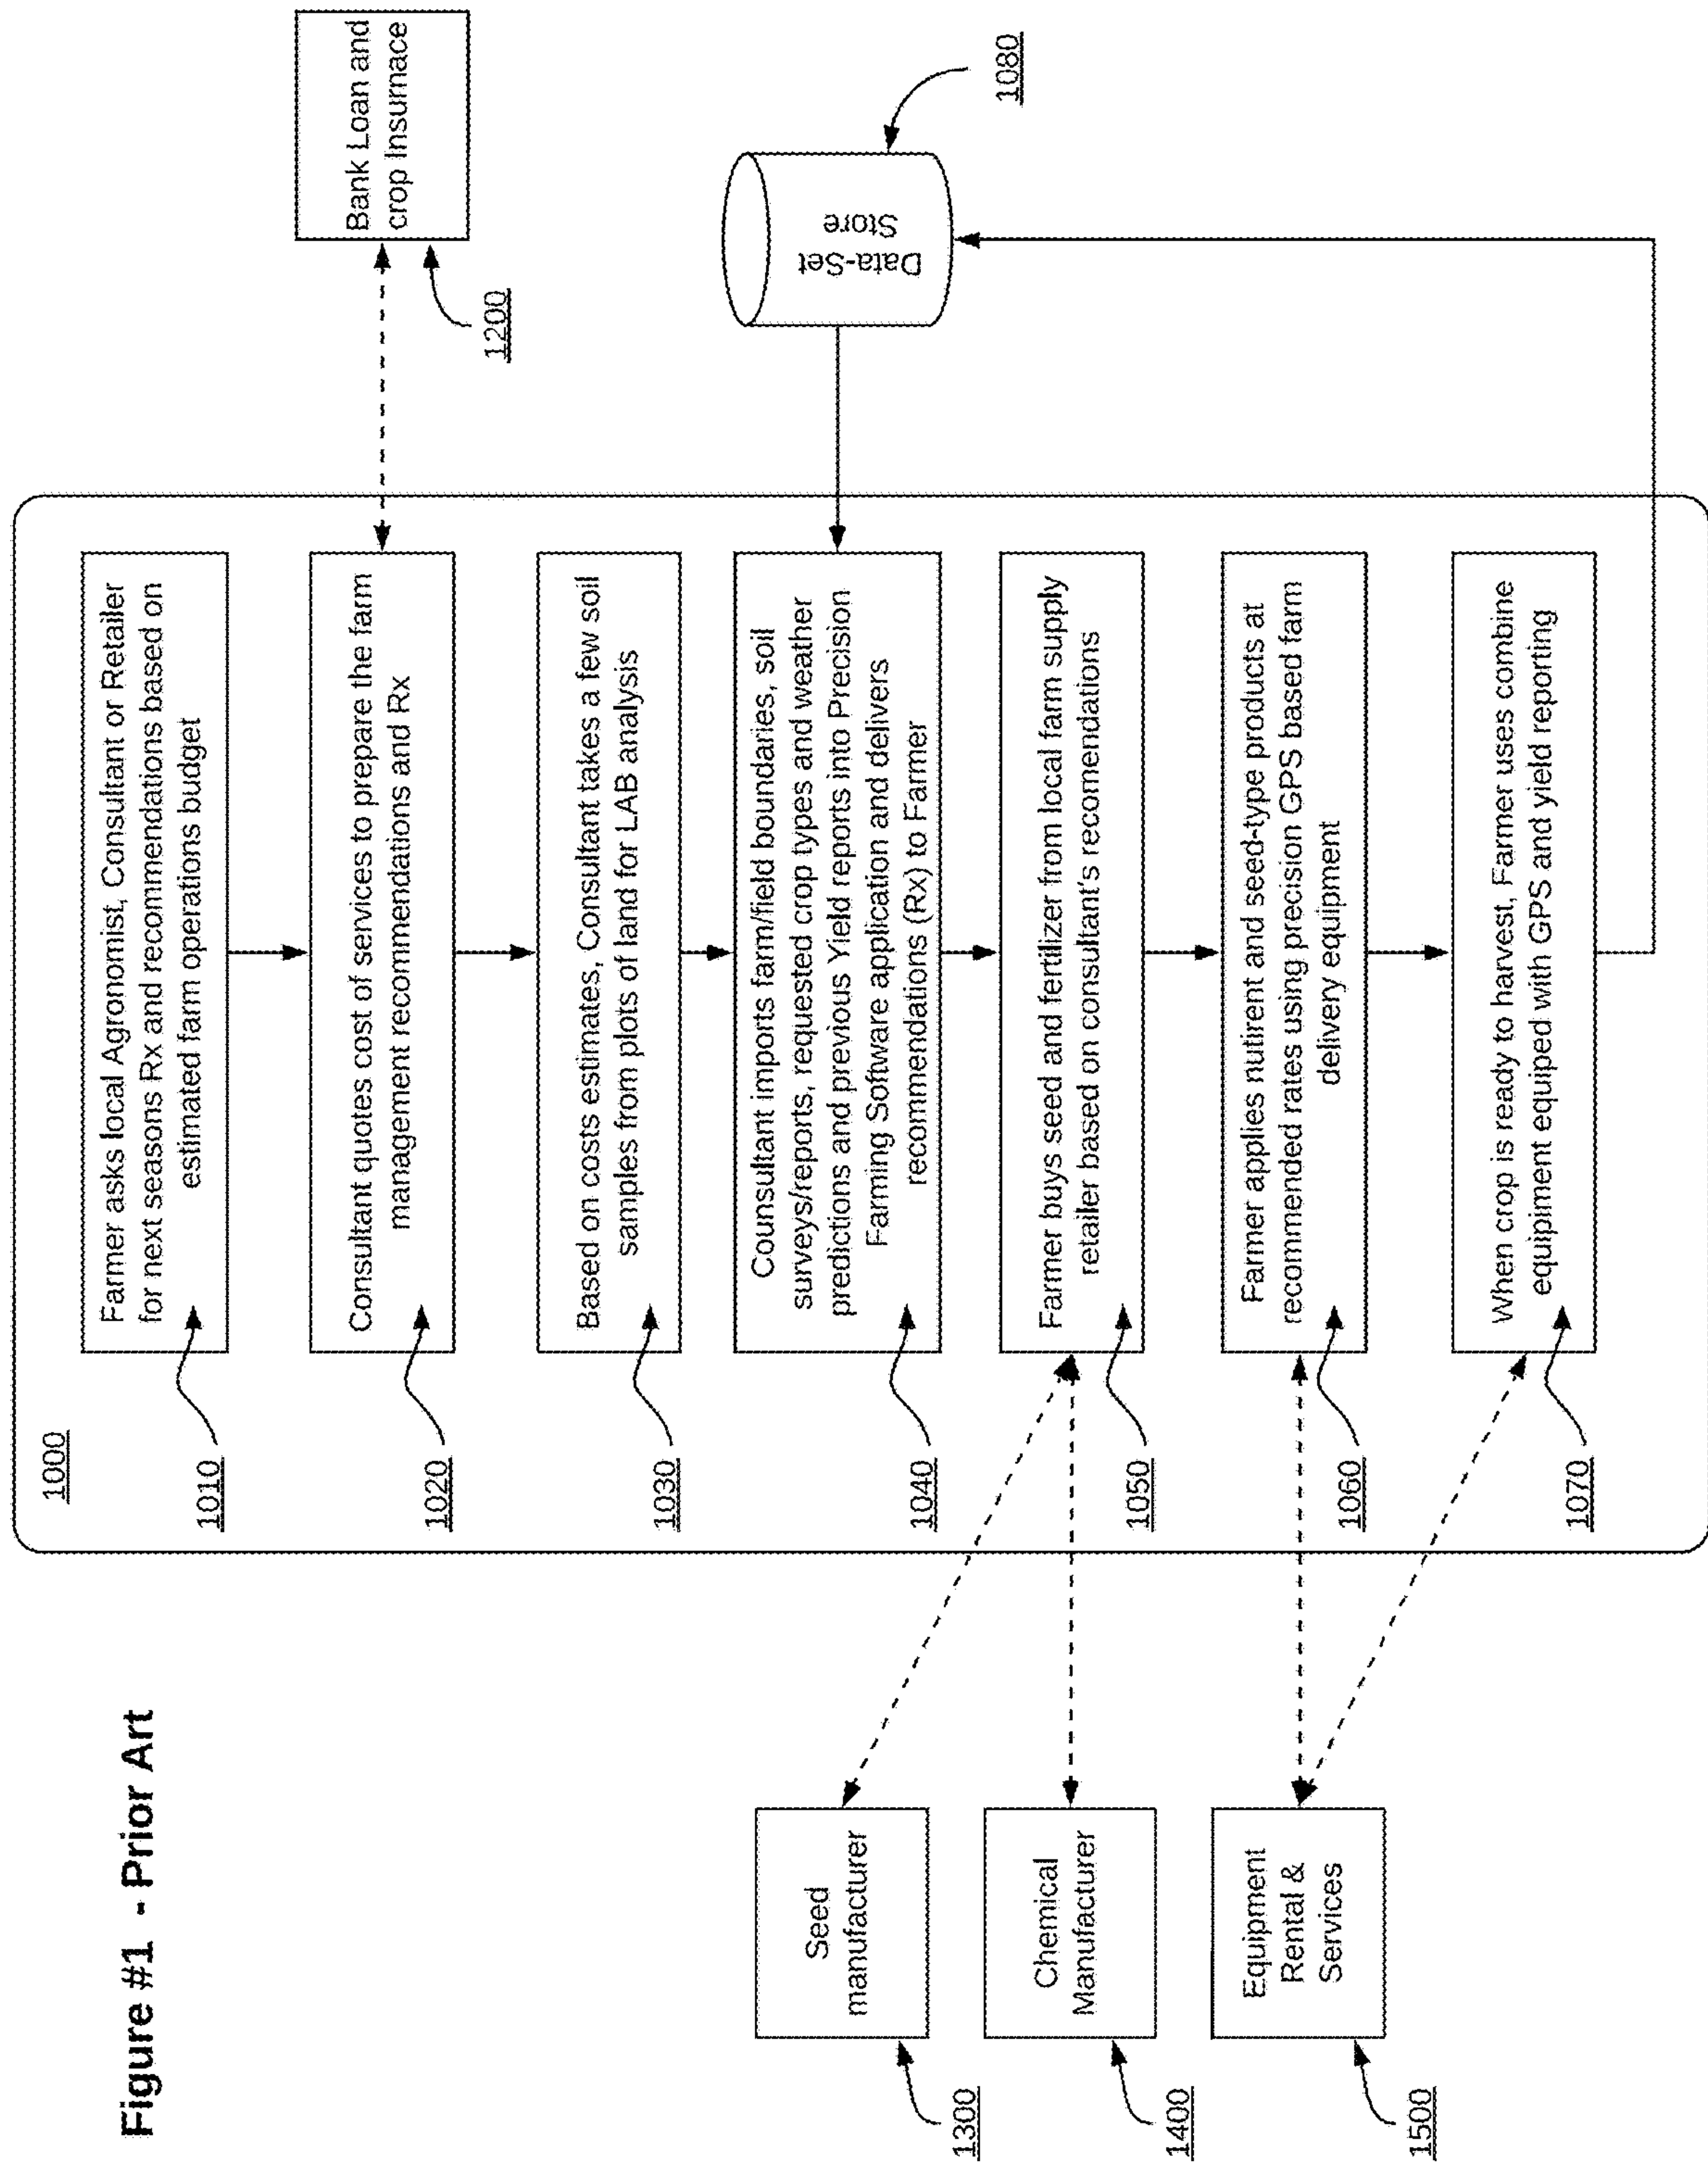 Figure #1 - Prior Art
1000
1010
Farmer asks local Agronomist, Consultant or Retailer
for next seasons Rx and recommendations based on
estimated farm operations budget
1020
Consultant quotes cost of services to prepare the farm
management recommendations and Rx
Bank Loan and
crop Insurnace
1200
1030
Based on costs estimates, Consultant takes a few soil
samples from plots of land for LAB analysis
1040
Counsultant imports farm/field boundaries, soil
surveys/reports, requested crop types and weather
predictions and previous Yield reports into Precision
Farming Software application and delivers
recommendations (Rx) to Farmer
Data-Set
Store
1080
Seed
manufacturer
1300
1050
Farmer buys seed and fertilizer from local farm supply
retailer based on consultant's recomendations
Chemical
Manufacturer
1400
1060
Farmer applies nutirent and seed-type products at
recommended rates using precision GPS based farm
delivery equipment
Equipment
Rental &
Services
1500
1070
When crop is ready to harvest, Farmer uses combine
equipiment equiped with GPS and yield reporting